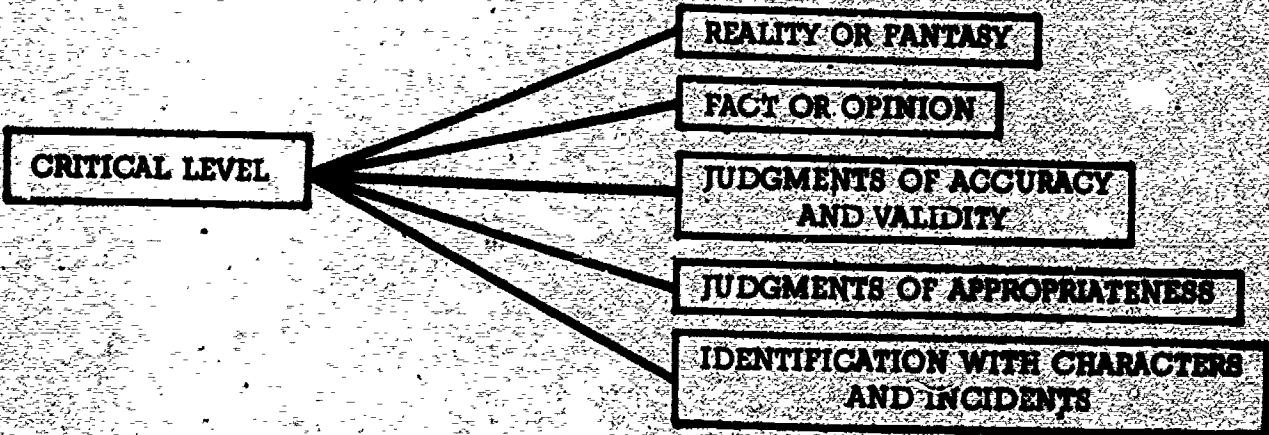 REALITY OR FANTASY
FACT OR OPINION
CRITICAL LEVEL
JUDGMENTS OF ACCURACY
AND VALIDITY
JUDGMENTS OF APPROPRIATENESS
IDENTIFICATION WITH CHARACTERS
AND INCIDENTS